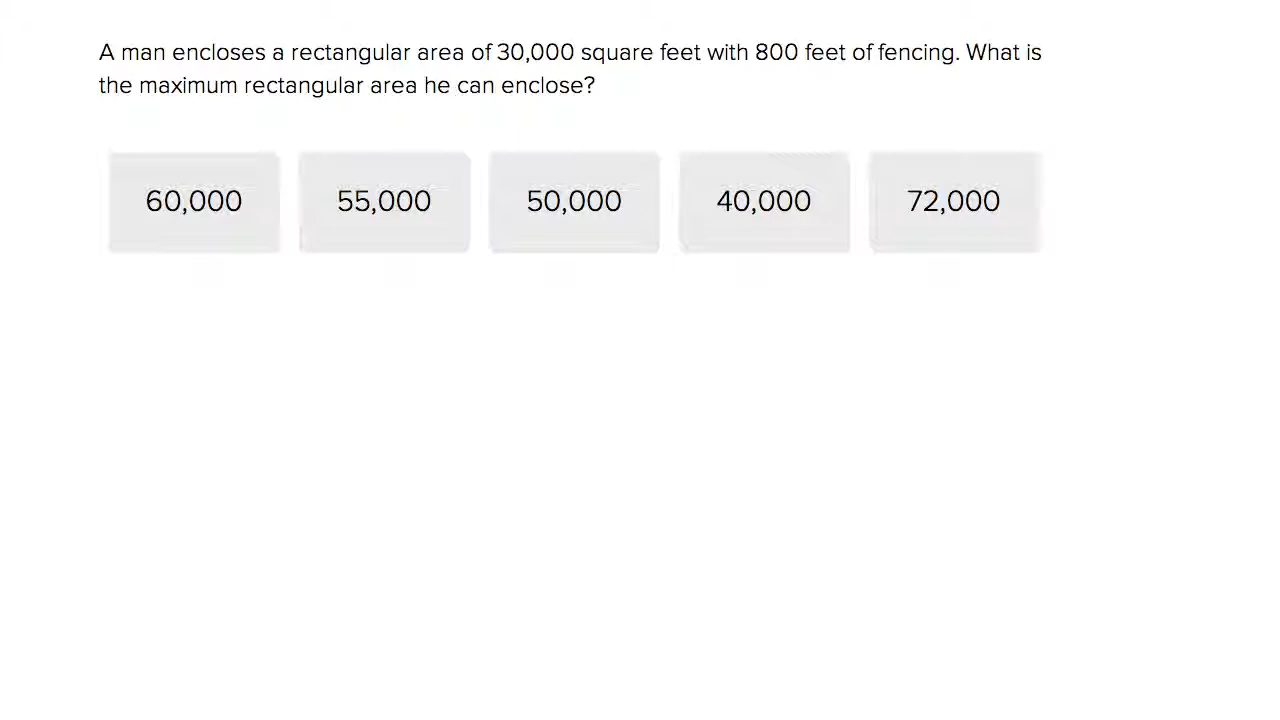 A man encloses a rectangular area of 30,000 square feet with 800 feet of fencing. What is
the maximum rectangular area he can enclose?
60,000 55,000 50,000 40,000 72,000